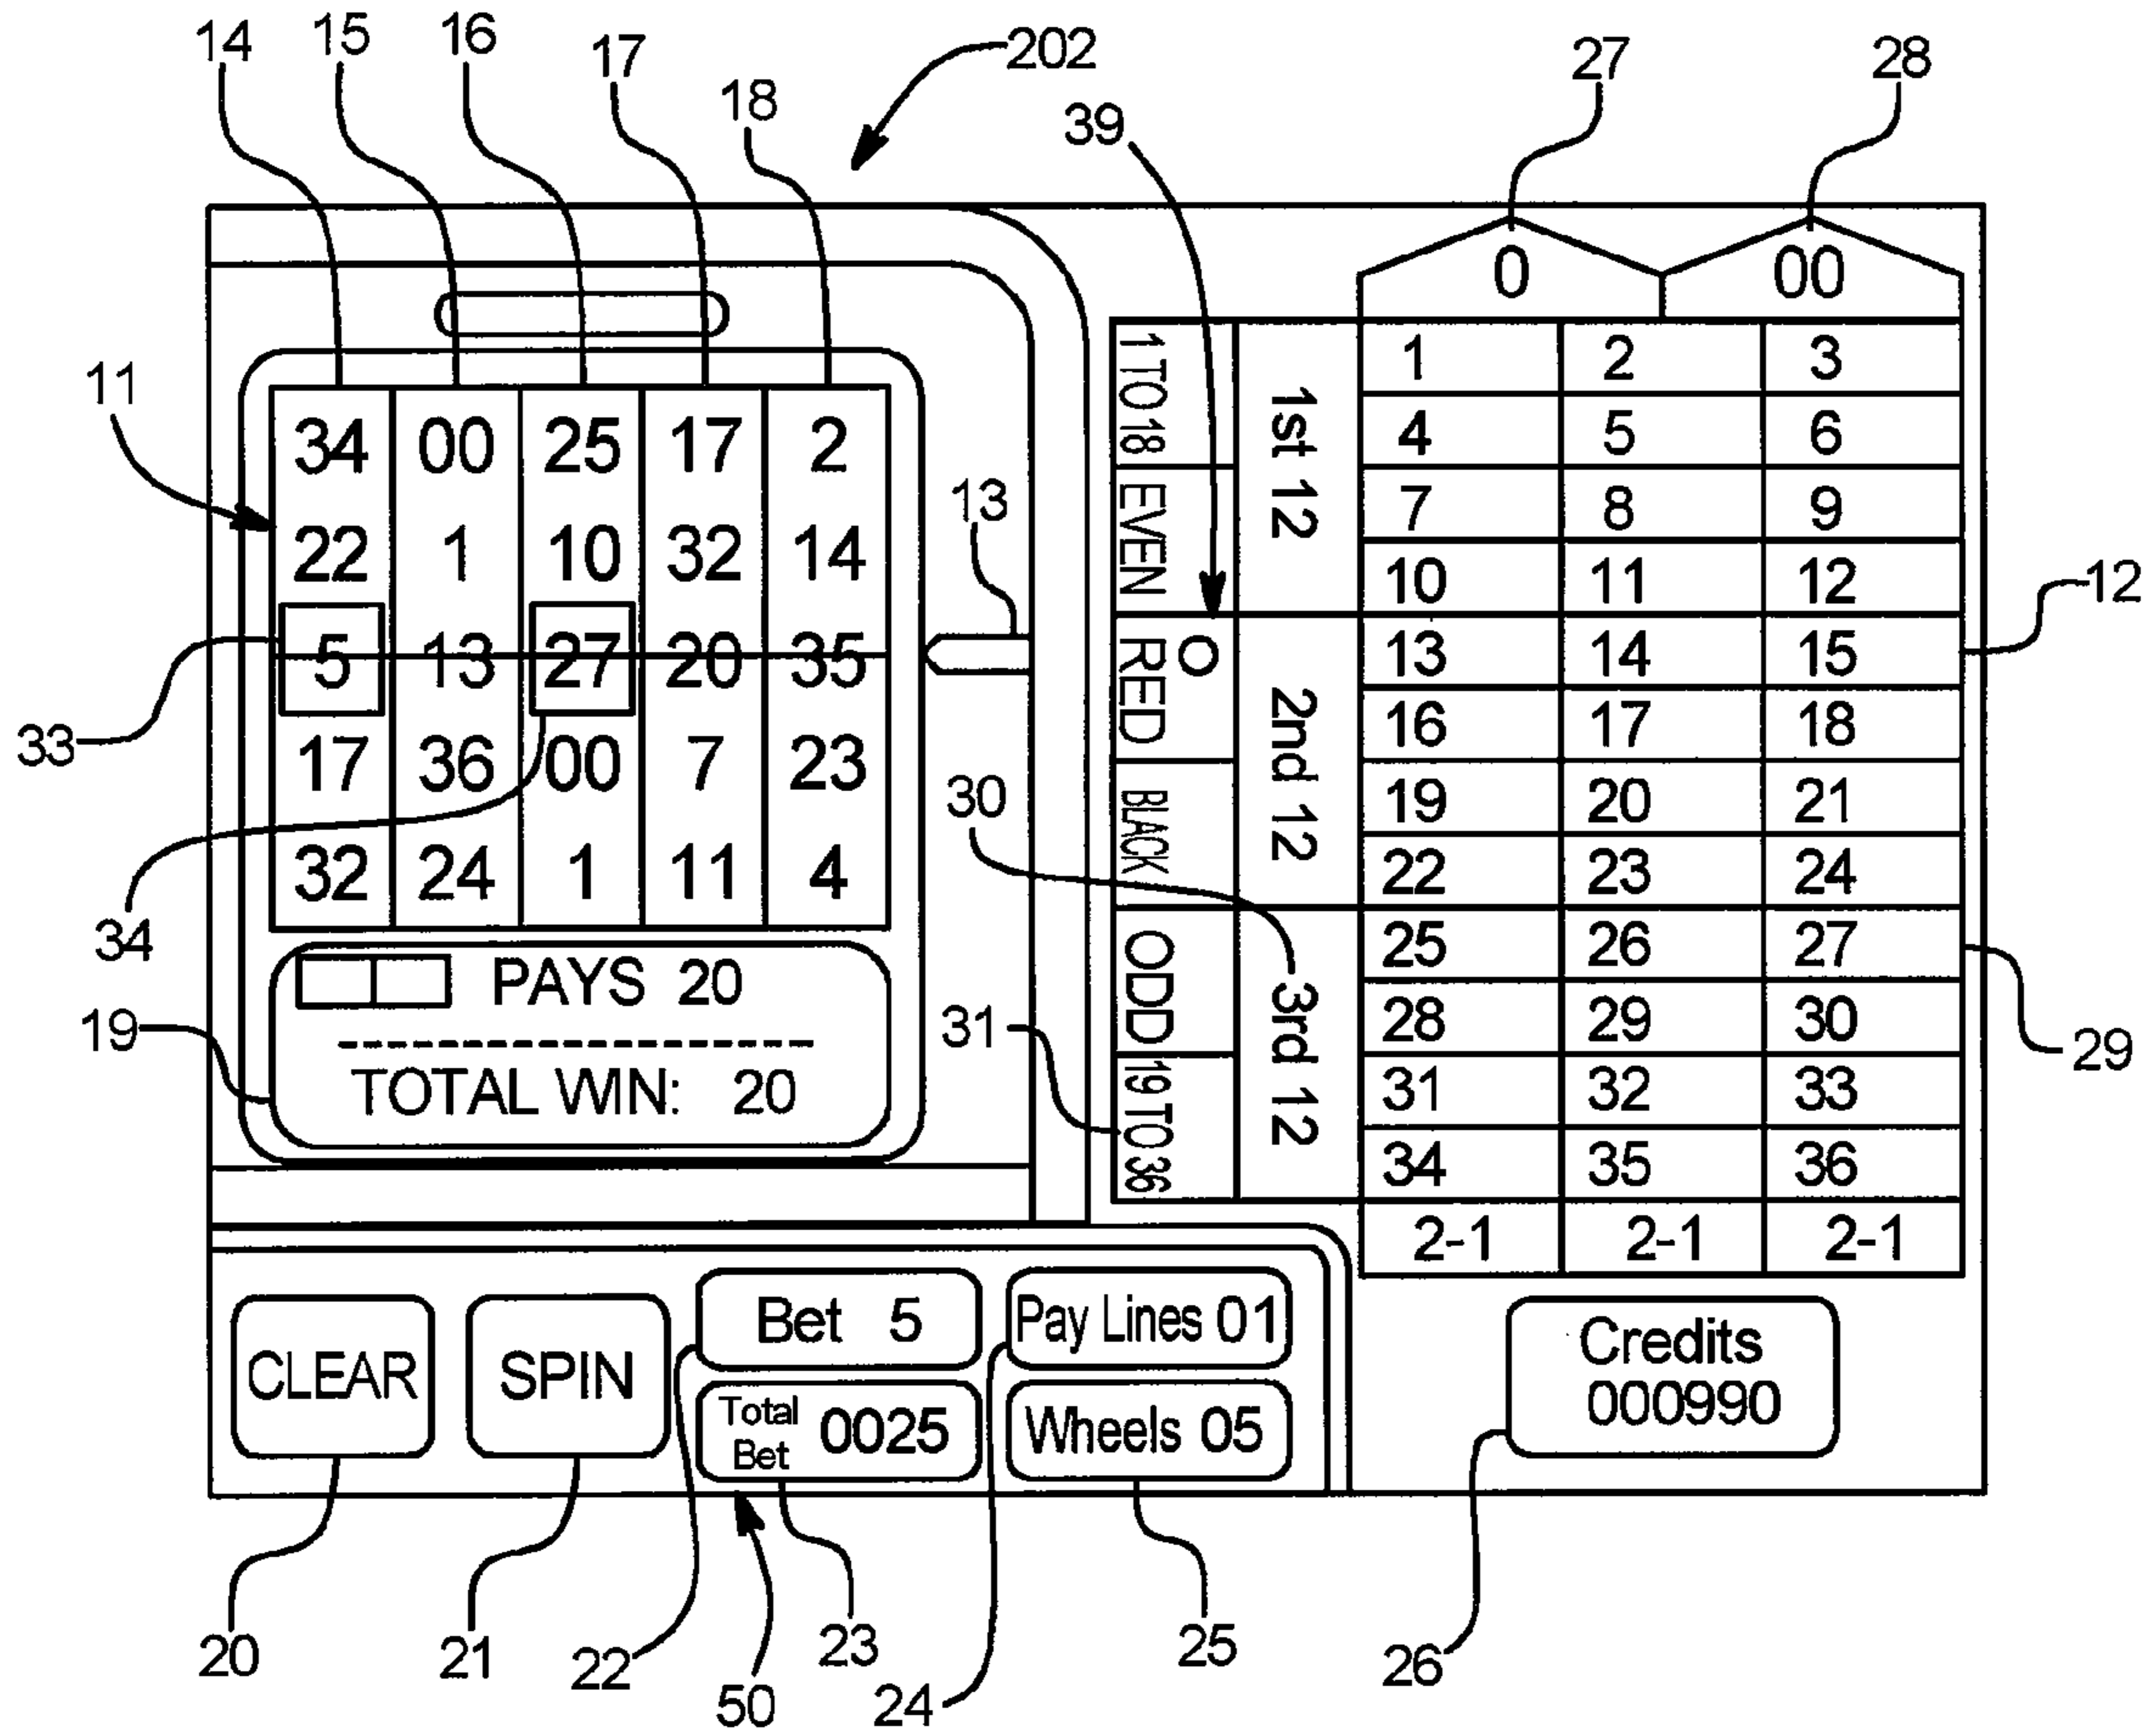 14 15 16 17 18 202 39 27 28
0 00
11
34 00 25 17 2
22 1 10 32 14
5 13 27 20 35
17 36 00 7 23
32 24 1 11 4
13
33
34
30
31
19
PAYS 20
TOTAL WIN: 20
1 TO 18
EVEN
RED O
BLACK
ODD
19 TO 36
1st 12
2nd 12
3rd 12
1 2 3
4 5 6
7 8 9
10 11 12
13 14 15
16 17 18
19 20 21
22 23 24
25 26 27
28 29 30
31 32 33
34 35 36
2-1 2-1 2-1
12
29
CLEAR
SPIN
Bet 5
Pay Lines 01
Total
Bet 0025
Wheels 05
Credits
000990
20 21 22 50 23 24 25 26